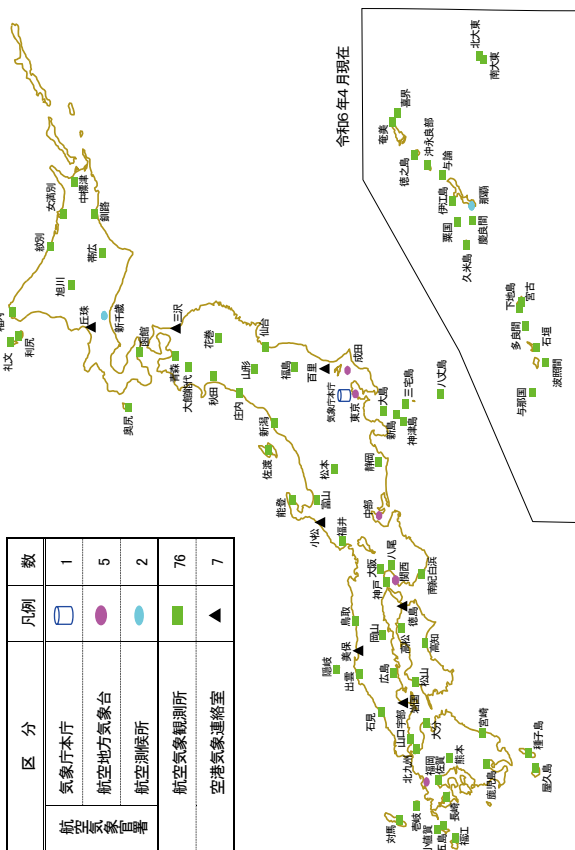 令和6年4月現在
礼文
利尻
稚内
紋別
女満別
中標津
釧路
旭川
帯広
丘珠
新千歳
奥尻
函館
三沢
青森
大館能代
花巻
秋田
山形
仙台
庄内
福島
新潟
佐渡
百里
成田
気象庁本庁
東京
大島
三宅島
八丈島
新島
神津島
松本
静岡
能登
富山
小松
中部
福井
八尾
大阪
関西
神戸
南紀白浜
鳥取
徳島
岡山
高松
高知
美保
隠岐
出雲
広島
松山
石見
岩国
山口宇部
大分
宮崎
北九州
福岡
佐賀
熊本
鹿児島
種子島
屋久島
対馬
壱岐
長崎
小値賀
五島
福江
北大東
南大東
喜界
奄美
徳之島
沖永良部
与論
伊江島
那覇
粟国
慶良間
久米島
下地島
宮古
多良間
石垣
波照間
与那国
区分 凡例 数
航空気象官署
気象庁本庁 1
航空地方気象台 5
航空測候所 2
航空気象観測所 76
空港気象連絡室 7